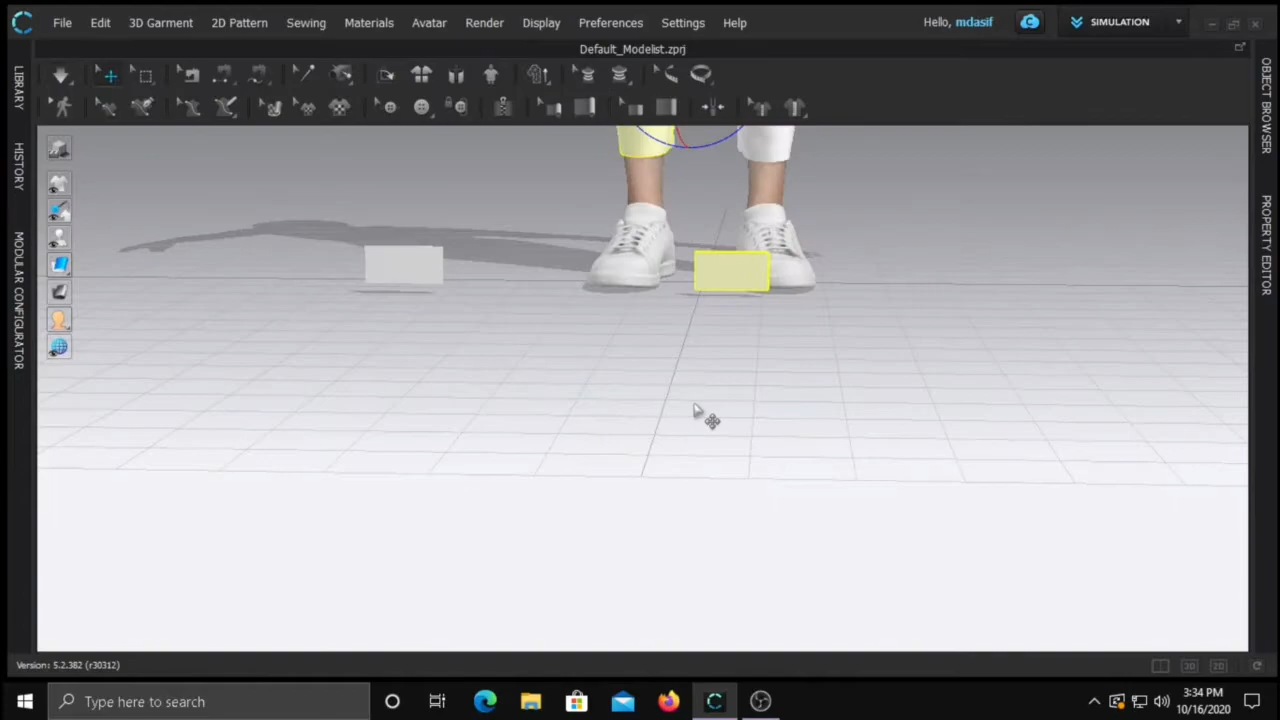 File Edit 3D Garment 2D Pattern Sewing Materials Avatar Render Display Preferences Settings Help Hello, mdasif SIMULATION
Default_Modelist.zprj
LIBRARY
HISTORY
MODULAR CONFIGURATOR
OBJECT BROWSER
PROPERTY EDITOR
Version: 5.2.382 (r30312)
3D 2D
Type here to search
3:34 PM
10/16/2020